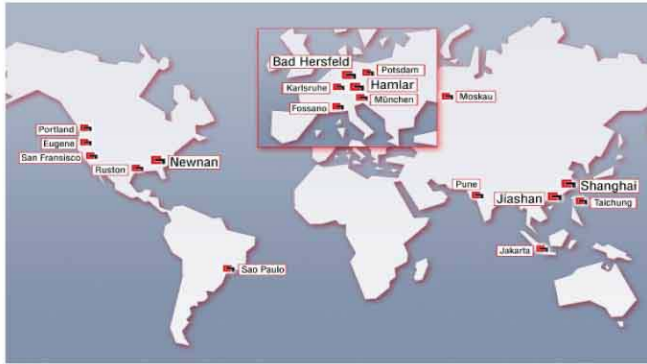 Bad Hersfeld
Potsdam
Karlsruhe
Hamlar
München
Fossano
Moskau
Portland
Eugene
San Fransisco
Ruston
Newnan
Pune
Shanghai
Jiashan
Taichung
Jakarta
Sao Paulo